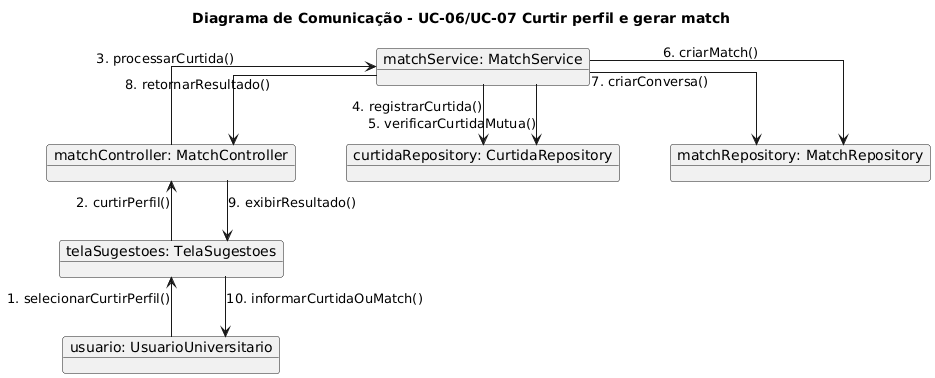 Diagrama de Comunicação - UC-06/UC-07 Curtir perfil e gerar match
matchService: MatchService
3. processarCurtida()
6. criarMatch()
8. retornarResultado()
7. criarConversa()
4. registrarCurtida()
5. verificarCurtidaMutua()
matchController: MatchController
curtidaRepository: CurtidaRepository
matchRepository: MatchRepository
2. curtirPerfil()
9. exibirResultado()
telaSugestoes: TelaSugestoes
1. selecionarCurtirPerfil()
10. informarCurtidaOuMatch()
usuario: UsuarioUniversitario